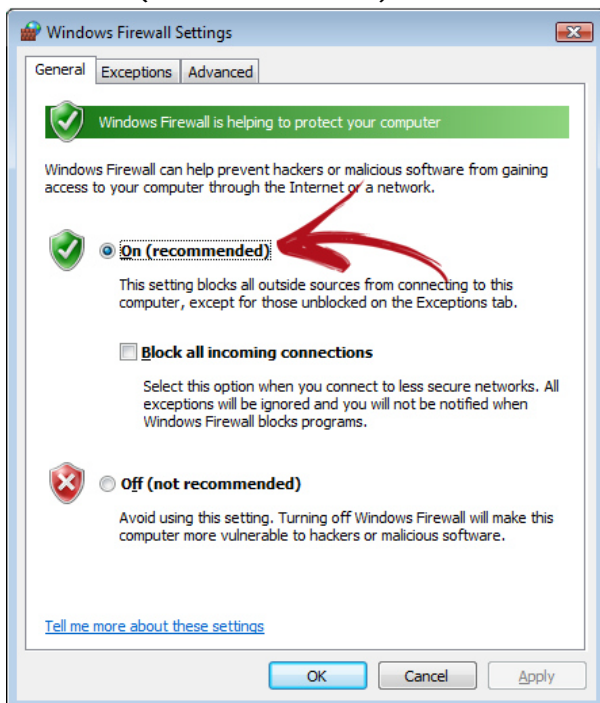 Windows Firewall Settings
General Exceptions Advanced
Windows Firewall is helping to protect your computer
Windows Firewall can help prevent hackers or malicious software from gaining
access to your computer through the Internet or a network.
On (recommended)
This setting blocks all outside sources from connecting to this
computer, except for those unblocked on the Exceptions tab.
Block all incoming connections
Select this option when you connect to less secure networks. All
exceptions will be ignored and you will not be notified when
Windows Firewall blocks programs.
Off (not recommended)
Avoid using this setting. Turning off Windows Firewall will make this
computer more vulnerable to hackers or malicious software.
Tell me more about these settings
OK Cancel Apply